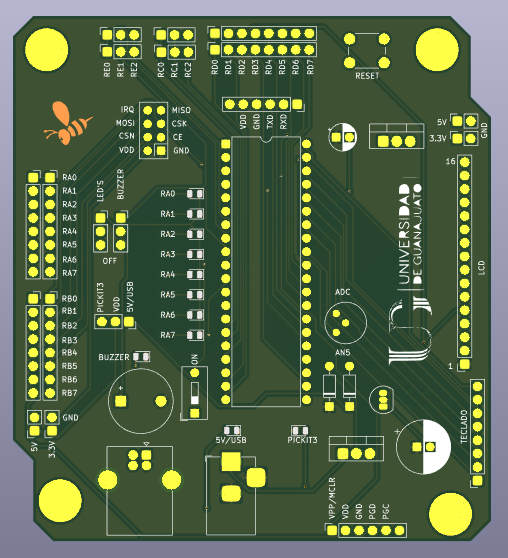 RE0 RE1 RE2
RC0 RC1 RC2
RD0 RD1 RD2 RD3 RD4 RD5 RD6 RD7
RESET
VDD GND TXD RXD
IRQ MISO
MOSI CSK
CSN CE
VDD GND
5V
3.3V
GND
16
LCD
1
RA0
RA1
RA2
RA3
RA4
RA5
RA6
RA7
LED'S
BUZZER
OFF
RA0
RA1
RA2
RA3
RA4
RA5
RA6
RA7
UNIVERSIDAD
DE GUANAJUATO
RB0
RB1
RB2
RB3
RB4
RB5
RB6
RB7
PICKIT3
VDD
5V/USB
ADC
AN5
BUZZER
ON
+
GND
5V
3.3V
5V/USB
PICKIT3
+
TECLADO
VPP/MCLR
VDD
GND
PGD
PGC